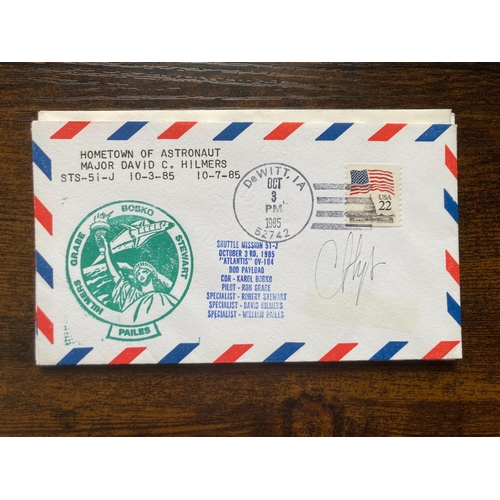 HOMETOWN OF ASTRONAUT
MAJOR DAVID C. HILMERS
STS-51-J 10-3-85 10-7-85
HILMERS GRABE BOBKO STEWART
PAILES
DeWITT, IA
OCT
3
PM
1985
52742
USA
22
SHUTTLE MISSION 51-J
OCTOBER 3 RD, 1985
"ATLANTIS" OV-104
DOD PAYLOAD
CDR - KAROL BOBKO
PILOT - RON GRACE
SPECIALIST - ROBERT STEWART
SPECIALIST - DAVID HILMERS
SPECIALIST - WILLIAM PAILES